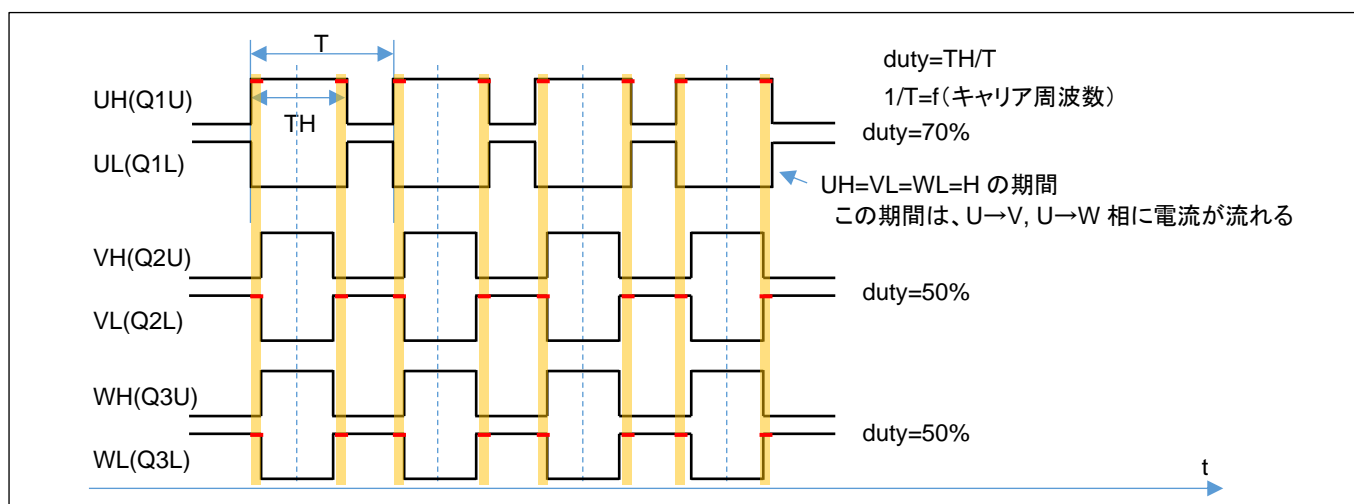 T
duty=TH/T
1/T=f（キャリア周波数）
UH(Q1U)
TH
duty=70%
UL(Q1L)
UH=VL=WL=H の期間
この期間は、U→V, U→W 相に電流が流れる
VH(Q2U)
duty=50%
VL(Q2L)
WH(Q3U)
duty=50%
WL(Q3L)
t